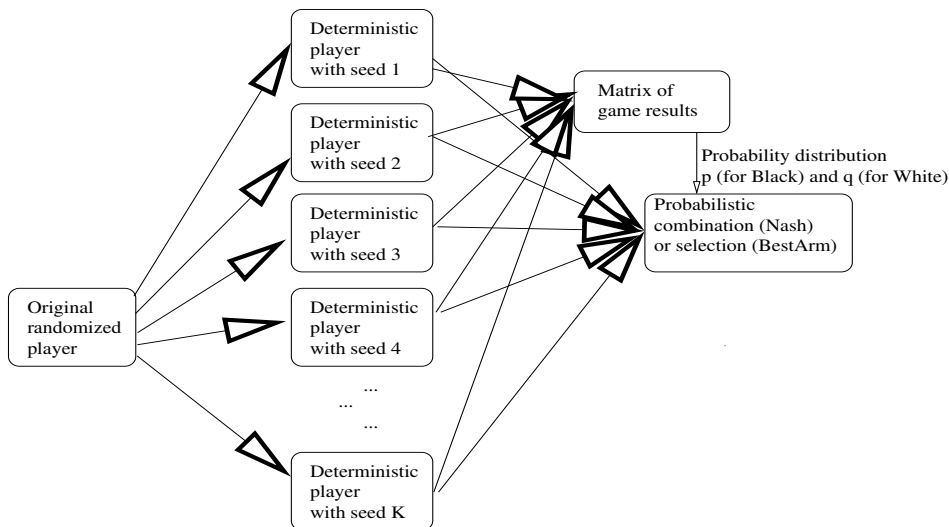 Deterministic
player
with seed 1
Matrix of
game results
Deterministic
player
with seed 2
Probability distribution
p (for Black) and q (for White)
Deterministic
player
with seed 3
Probabilistic
combination (Nash)
or selection (BestArm)
Original
randomized
player
Deterministic
player
with seed 4
...
...
...
Deterministic
player
with seed K